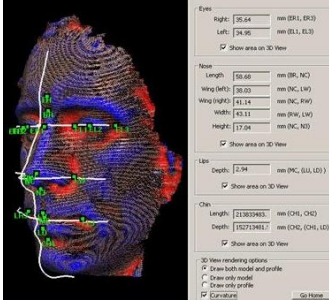 Eyes
Right: 35.64 mm (ER1, ER3)
Left: 34.95 mm (EL1, EL3)
Show area on 3D View
Nose
Length 58.68 mm (BR, NC)
Wing (left): 38.03 mm (NC, LW)
Wing (right): 41.14 mm (NC, RW)
Width: 43.11 mm (RW, LW)
Height: 17.04 mm (NC, N3)
Show area on 3D View
Lips
Depth: 2.94 mm (MC, (LU, LD) )
Show area on 3D View
Chin
Length: 213833483. mm (CH1, CH2)
Depth: 152713401. mm (CH2, (CH1, LD)
Show area on 3D View
3D View rendering options
Draw both model and profile
Draw only model
Draw only profile
Curvature
Go Home